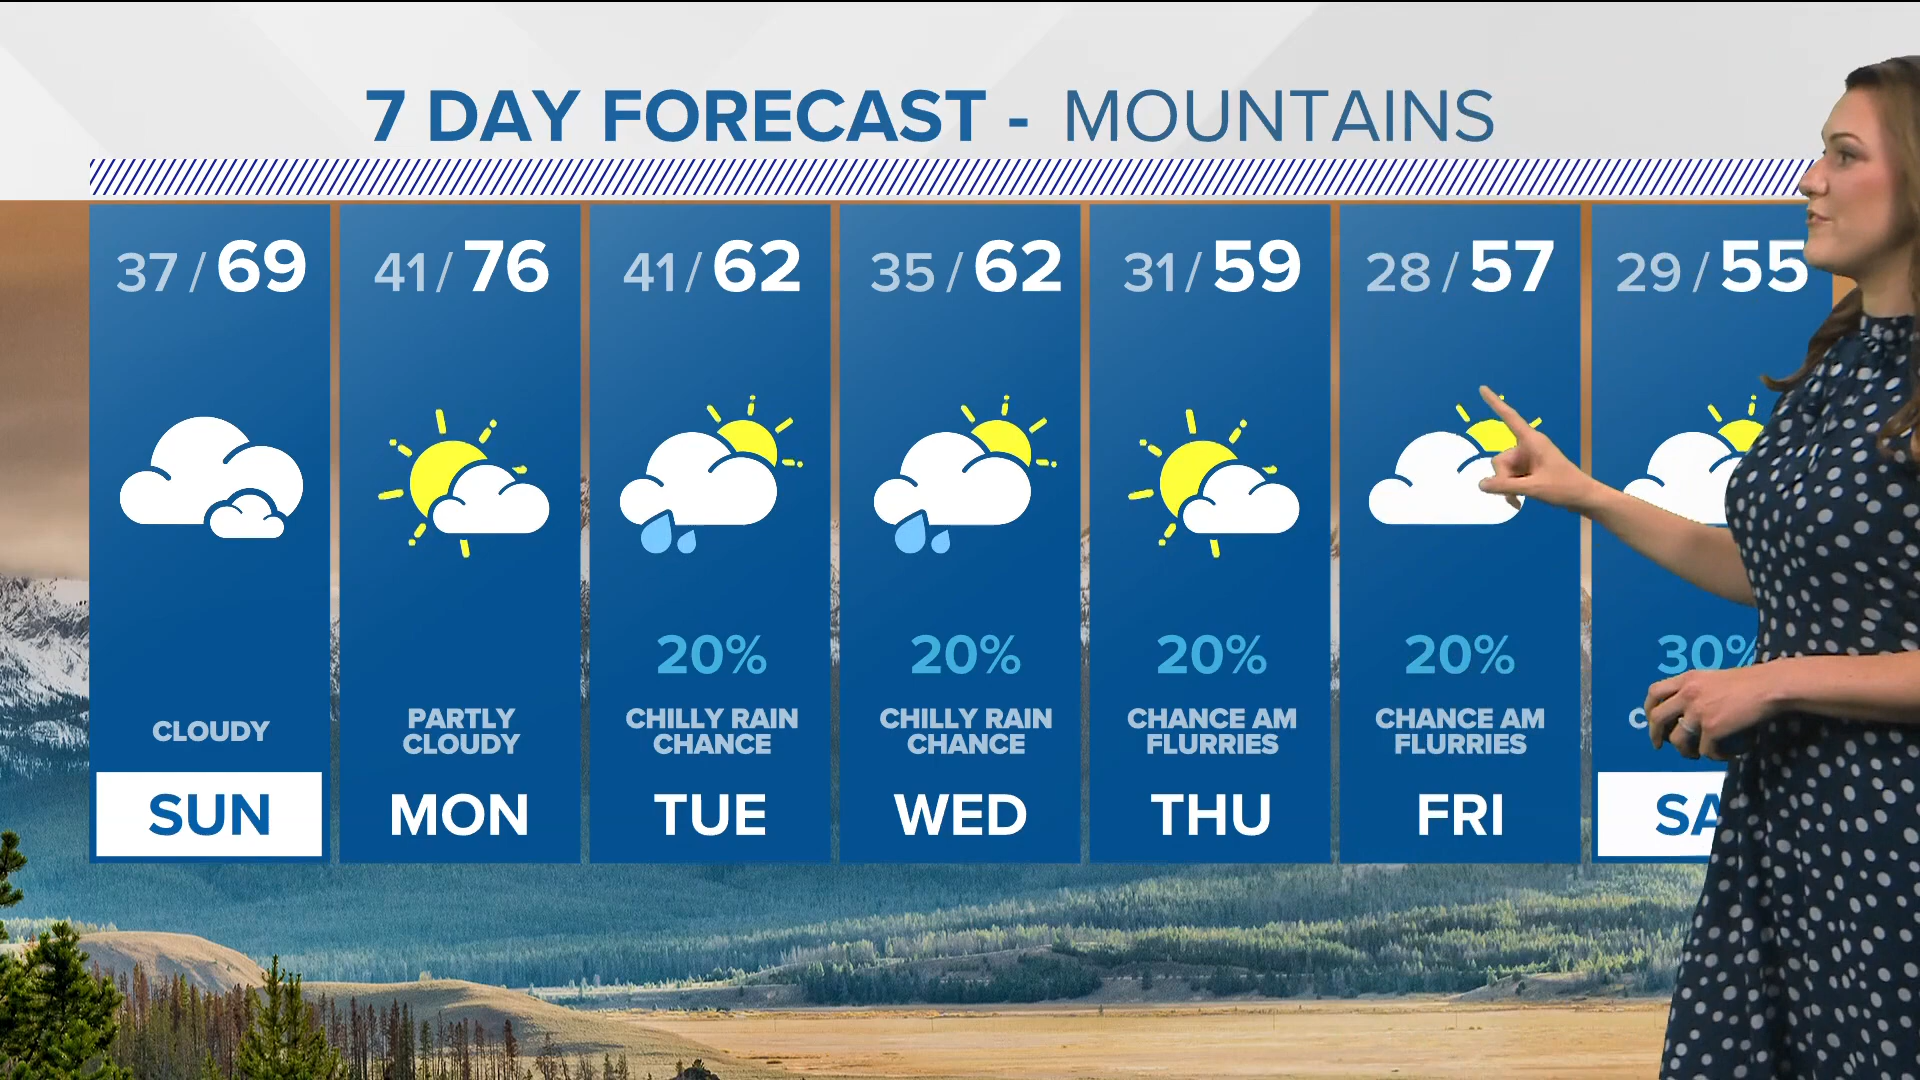 7 DAY FORECAST - MOUNTAINS
37/69 41/76 41/62 35/62 31/59 28/57 29/55
20% 20% 20% 20% 30%
CLOUDY
PARTLY
CLOUDY
CHILLY RAIN
CHANCE
CHILLY RAIN
CHANCE
CHANCE AM
FLURRIES
CHANCE AM
FLURRIES
SUN MON TUE WED THU FRI